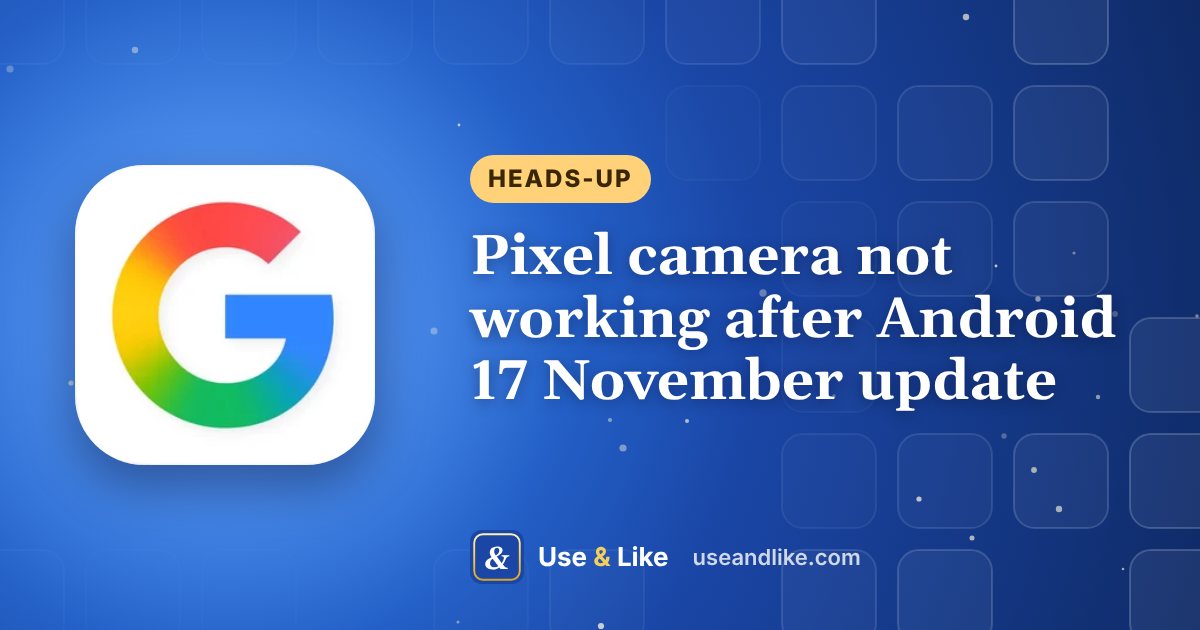 HEADS-UP
Pixel camera not
working after Android
17 November update
& Use & Like useandlike.com